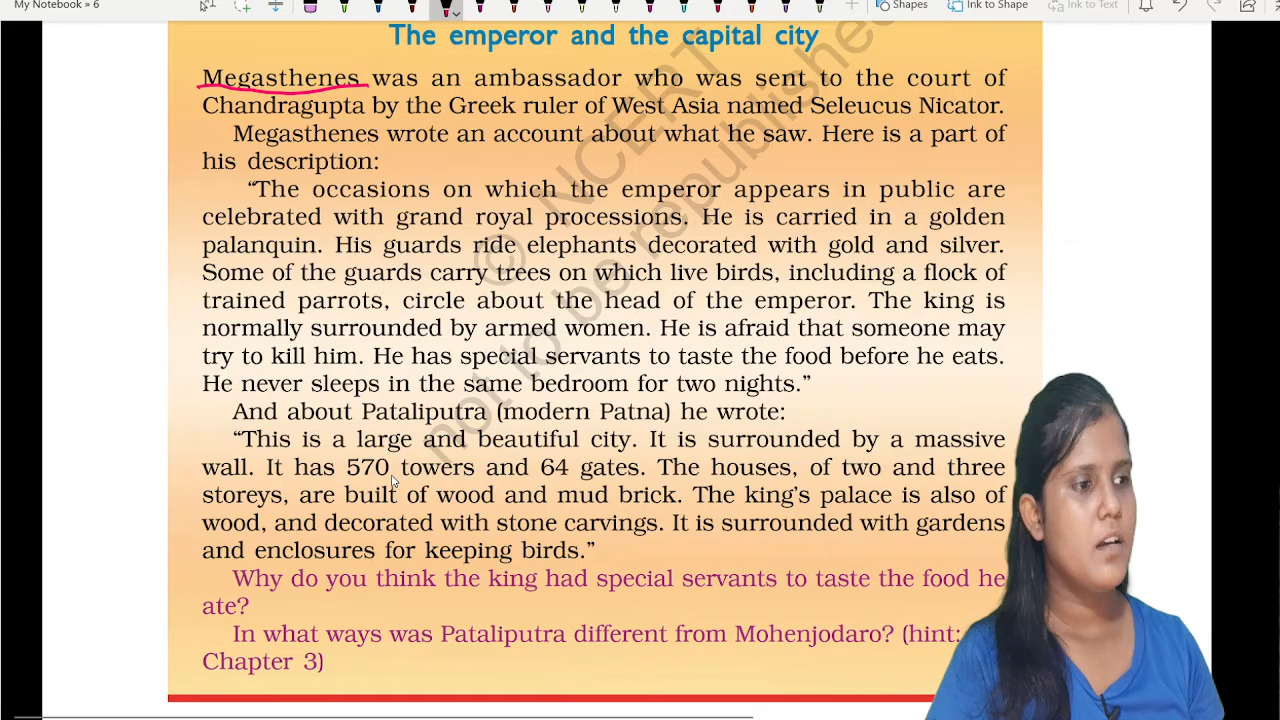 My Notebook » 6
Shapes
Ink to Shape
Ink to Text
The emperor and the capital city
Megasthenes was an ambassador who was sent to the court of
Chandragupta by the Greek ruler of West Asia named Seleucus Nicator.
Megasthenes wrote an account about what he saw. Here is a part of
his description:
“The occasions on which the emperor appears in public are
celebrated with grand royal processions. He is carried in a golden
palanquin. His guards ride elephants decorated with gold and silver.
Some of the guards carry trees on which live birds, including a flock of
trained parrots, circle about the head of the emperor. The king is
normally surrounded by armed women. He is afraid that someone may
try to kill him. He has special servants to taste the food before he eats.
He never sleeps in the same bedroom for two nights.”
And about Pataliputra (modern Patna) he wrote:
“This is a large and beautiful city. It is surrounded by a massive
wall. It has 570 towers and 64 gates. The houses, of two and three
storeys, are built of wood and mud brick. The king’s palace is also of
wood, and decorated with stone carvings. It is surrounded with gardens
and enclosures for keeping birds.”
Why do you think the king had special servants to taste the food he
ate?
In what ways was Pataliputra different from Mohenjodaro? (hint:
Chapter 3)
© NCERT
not to be republished